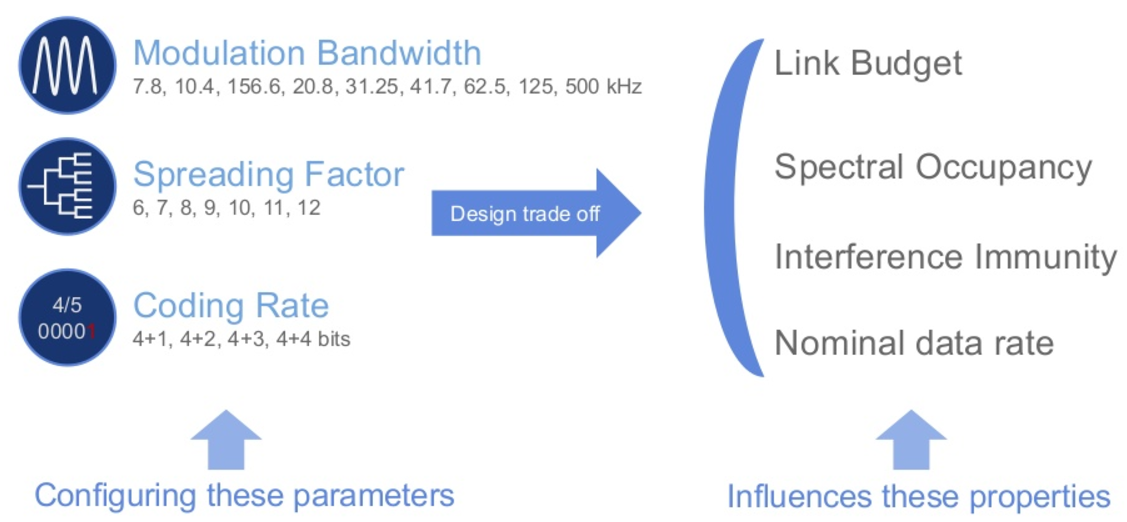 Modulation Bandwidth
7.8, 10.4, 156.6, 20.8, 31.25, 41.7, 62.5, 125, 500 kHz
Spreading Factor
6, 7, 8, 9, 10, 11, 12
4/5
00001
Coding Rate
4+1, 4+2, 4+3, 4+4 bits
Design trade off
Link Budget
Spectral Occupancy
Interference Immunity
Nominal data rate
Configuring these parameters
Influences these properties